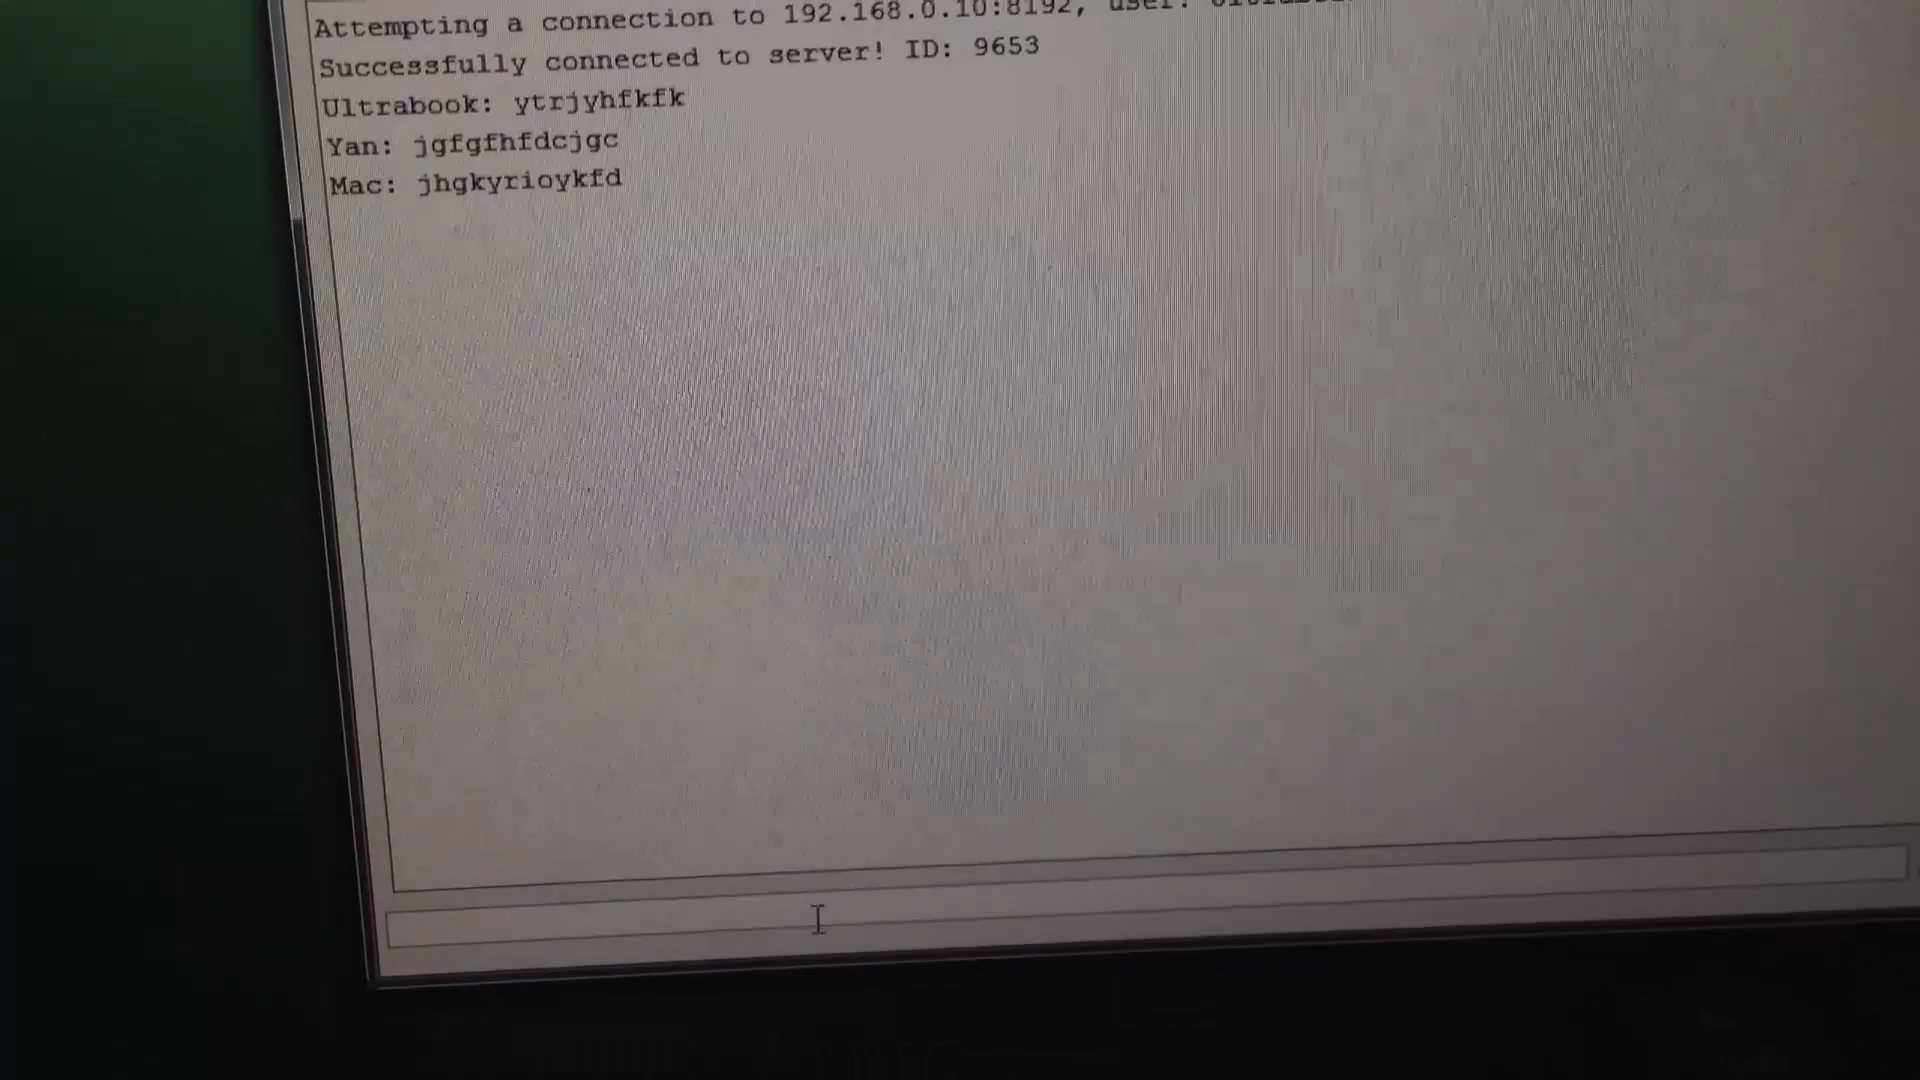 Attempting a connection to 192.168.0.10:8192, user:
Successfully connected to server! ID: 9653
Ultrabook: ytrjyhfkfk
Yan: jgfgfhfdcjgc
Mac: jhgkyrioykfd